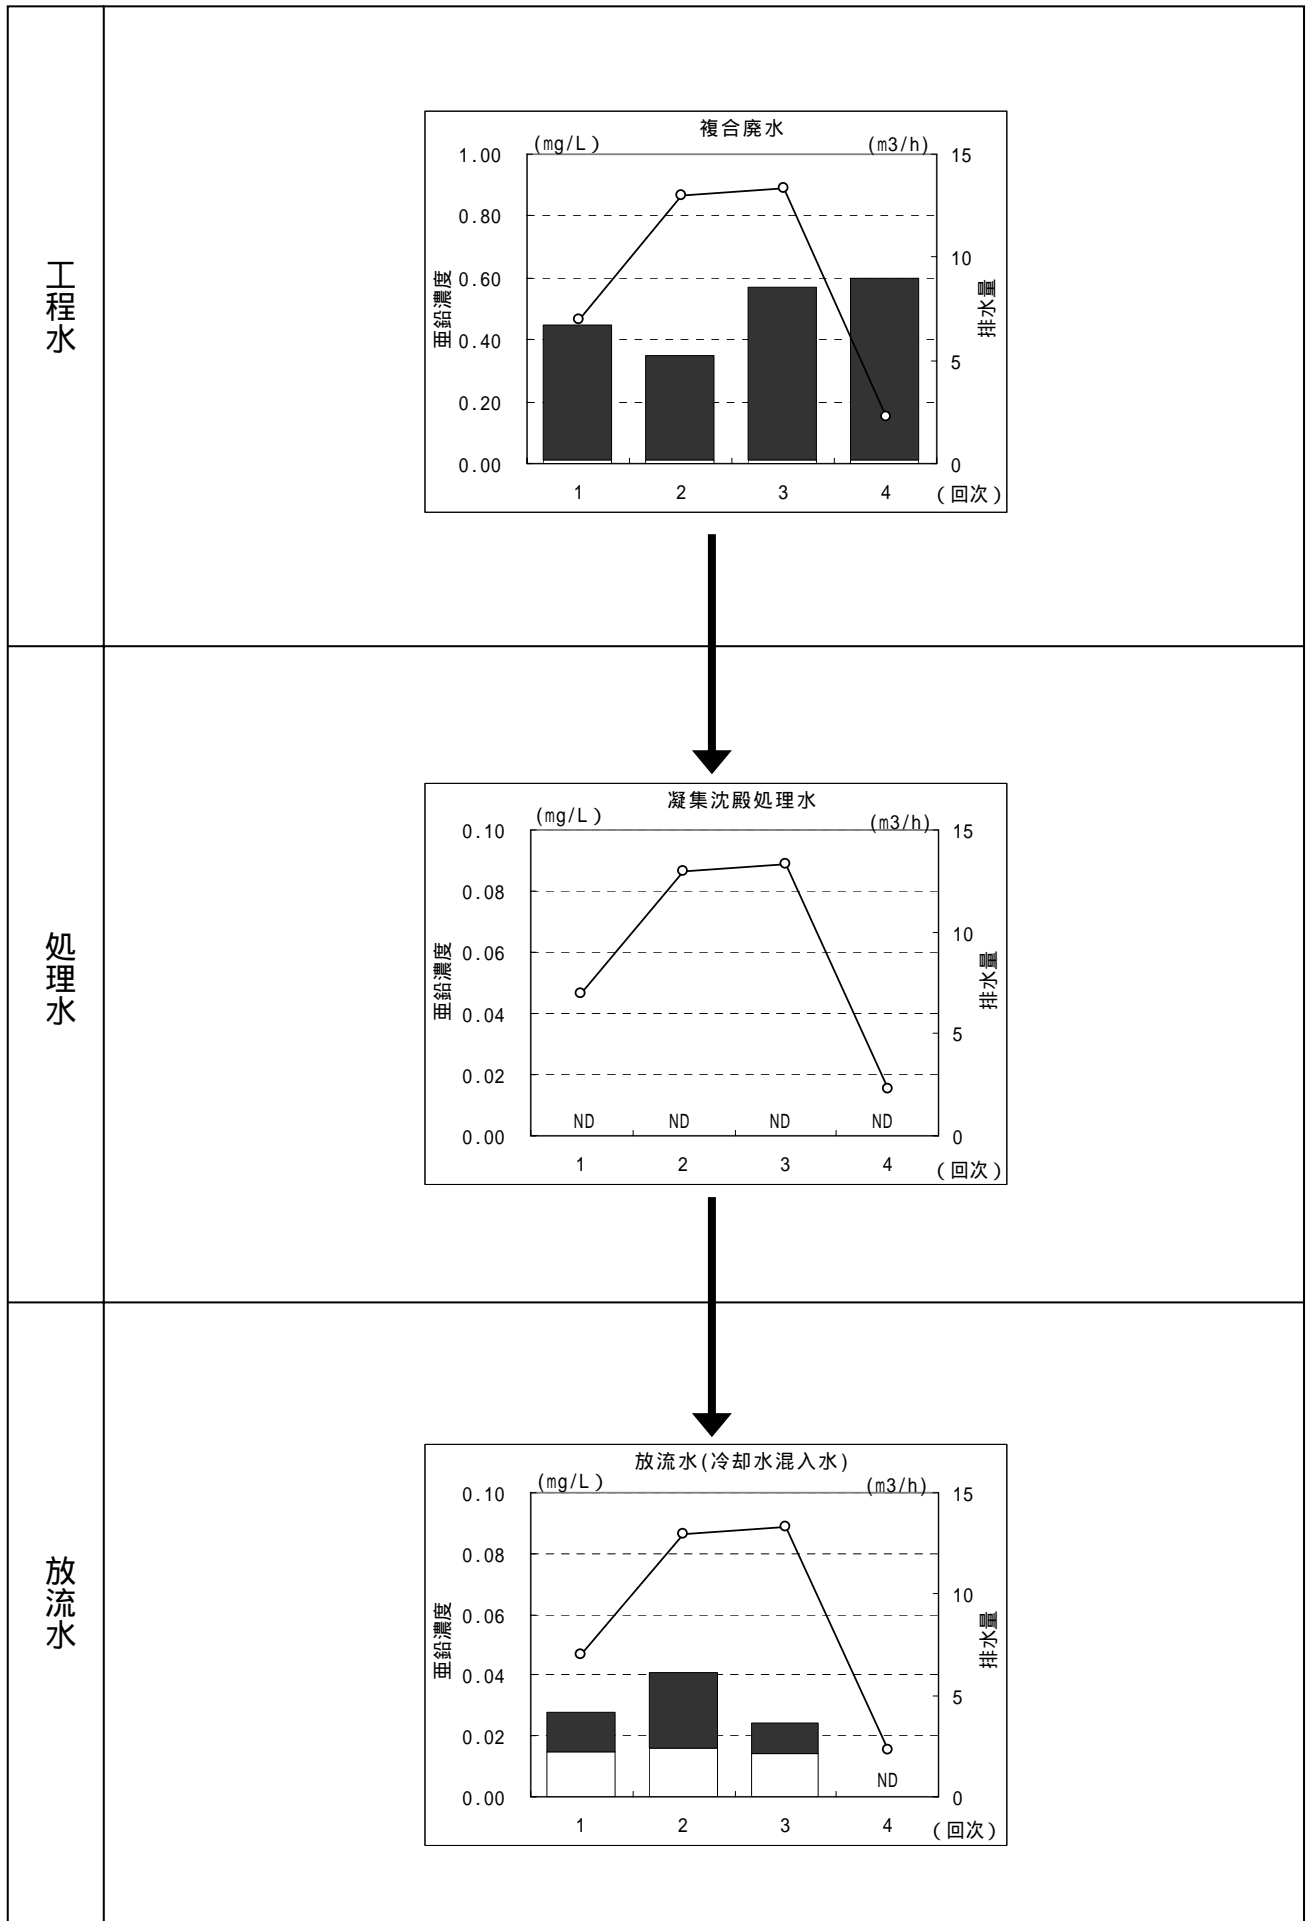 工程水
複合廃水
(mg/L)
(m3/h)
1.00
0.80
0.60
0.40
0.20
0.00
亜鉛濃度
15
10
5
0
排水量
1 2 3 4 (回次)
処理水
凝集沈殿処理水
(mg/L)
(m3/h)
0.10
0.08
0.06
0.04
0.02
0.00
亜鉛濃度
15
10
5
0
排水量
ND ND ND ND
1 2 3 4 (回次)
放流水
放流水(冷却水混入水)
(mg/L)
(m3/h)
0.10
0.08
0.06
0.04
0.02
0.00
亜鉛濃度
15
10
5
0
排水量
ND
1 2 3 4 (回次)